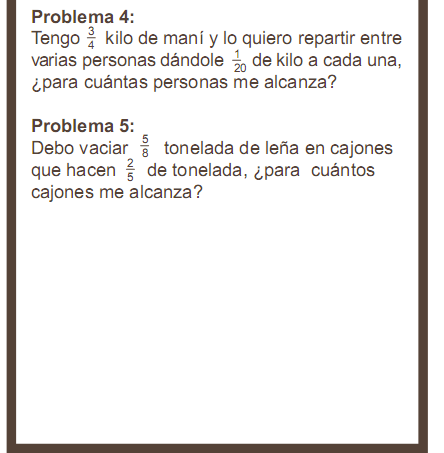 Problema 4:
Tengo 3/4 kilo de maní y lo quiero repartir entre
varias personas dándole 1/20 de kilo a cada una,
¿para cuántas personas me alcanza?
Problema 5:
Debo vaciar 5/8 tonelada de leña en cajones
que hacen 2/5 de tonelada, ¿para cuántos
cajones me alcanza?